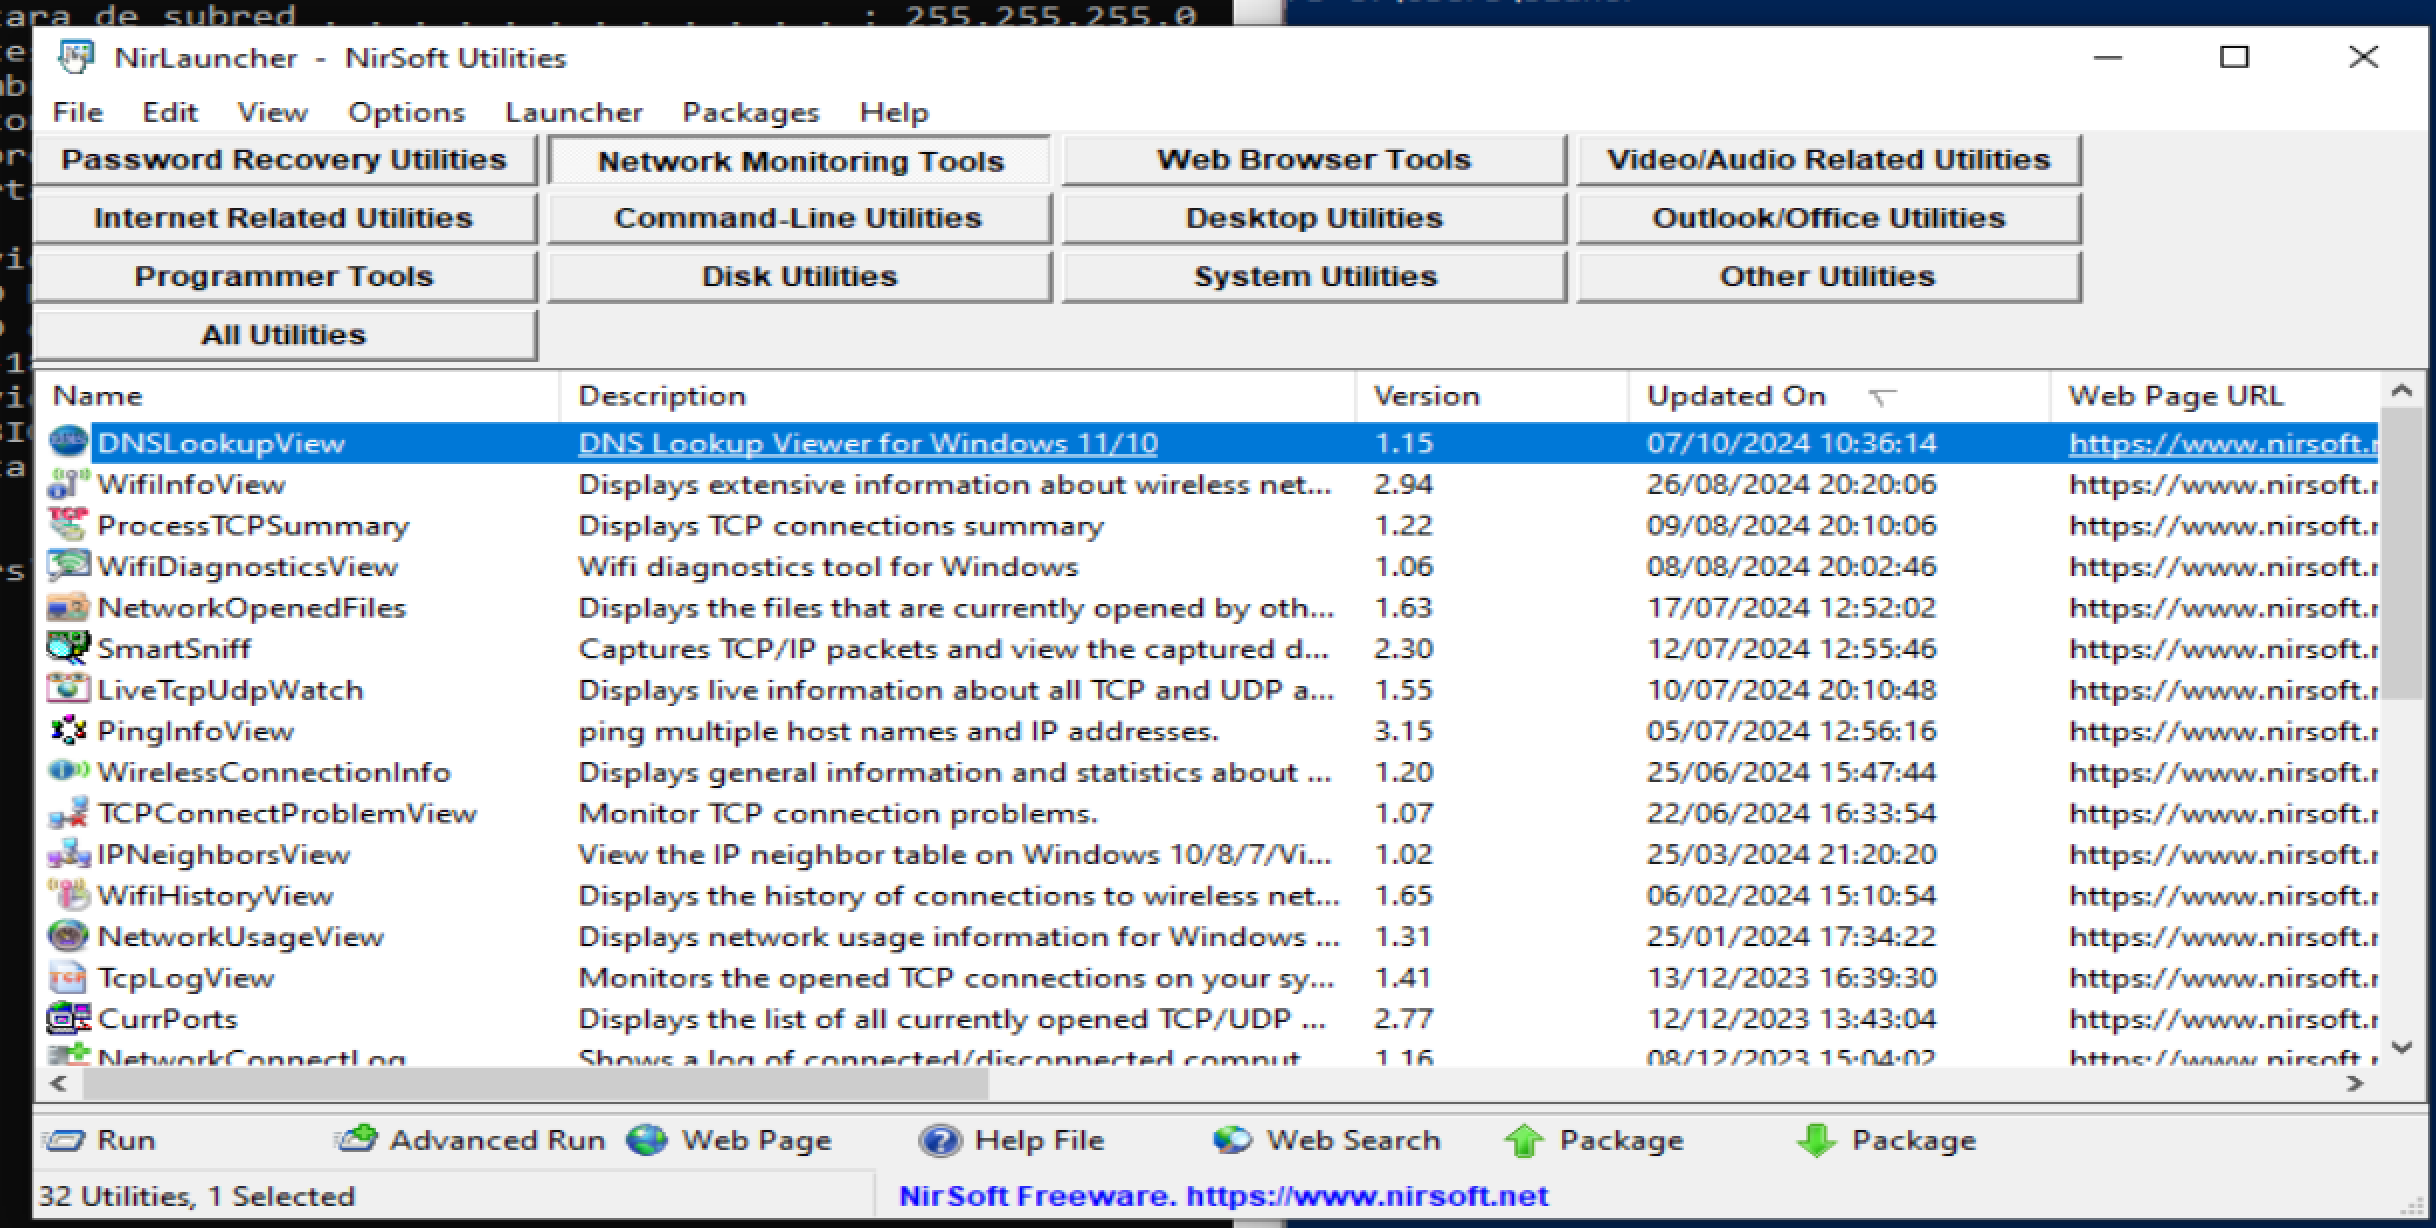 cara de subred . . . . . . . . . . . . : 255.255.255.0
NirLauncher - NirSoft Utilities
File Edit View Options Launcher Packages Help
Password Recovery Utilities Network Monitoring Tools Web Browser Tools Video/Audio Related Utilities
Internet Related Utilities Command-Line Utilities Desktop Utilities Outlook/Office Utilities
Programmer Tools Disk Utilities System Utilities Other Utilities
All Utilities
Name Description Version Updated On Web Page URL
DNSLookupView DNS Lookup Viewer for Windows 11/10 1.15 07/10/2024 10:36:14 https://www.nirsoft.r
WifiInfoView Displays extensive information about wireless net... 2.94 26/08/2024 20:20:06 https://www.nirsoft.r
ProcessTCPSummary Displays TCP connections summary 1.22 09/08/2024 20:10:06 https://www.nirsoft.r
WifiDiagnosticsView Wifi diagnostics tool for Windows 1.06 08/08/2024 20:02:46 https://www.nirsoft.r
NetworkOpenedFiles Displays the files that are currently opened by oth... 1.63 17/07/2024 12:52:02 https://www.nirsoft.r
SmartSniff Captures TCP/IP packets and view the captured d... 2.30 12/07/2024 12:55:46 https://www.nirsoft.r
LiveTcpUdpWatch Displays live information about all TCP and UDP a... 1.55 10/07/2024 20:10:48 https://www.nirsoft.r
PingInfoView ping multiple host names and IP addresses. 3.15 05/07/2024 12:56:16 https://www.nirsoft.r
WirelessConnectionInfo Displays general information and statistics about ... 1.20 25/06/2024 15:47:44 https://www.nirsoft.r
TCPConnectProblemView Monitor TCP connection problems. 1.07 22/06/2024 16:33:54 https://www.nirsoft.r
IPNeighborsView View the IP neighbor table on Windows 10/8/7/Vi... 1.02 25/03/2024 21:20:20 https://www.nirsoft.r
WifiHistoryView Displays the history of connections to wireless net... 1.65 06/02/2024 15:10:54 https://www.nirsoft.r
NetworkUsageView Displays network usage information for Windows ... 1.31 25/01/2024 17:34:22 https://www.nirsoft.r
TcpLogView Monitors the opened TCP connections on your sy... 1.41 13/12/2023 16:39:30 https://www.nirsoft.r
CurrPorts Displays the list of all currently opened TCP/UDP ... 2.77 12/12/2023 13:43:04 https://www.nirsoft.r
NetworkConnectLog Shows a log of connected/disconnected comput 1.16 08/12/2023 15:04:02 https://www.nirsoft.r
Run Advanced Run Web Page Help File Web Search Package Package
32 Utilities, 1 Selected NirSoft Freeware. https://www.nirsoft.net